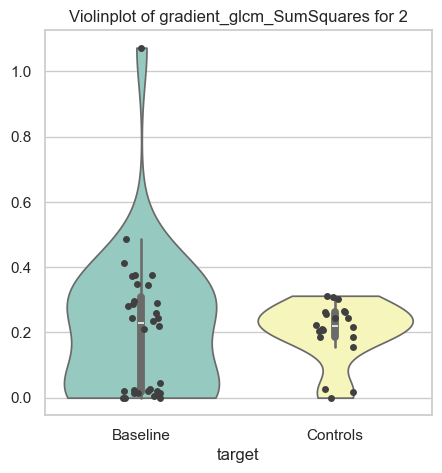 Violinplot of gradient_glcm_SumSquares for 2
1.0
0.8
0.6
0.4
0.2
0.0
Baseline Controls
target